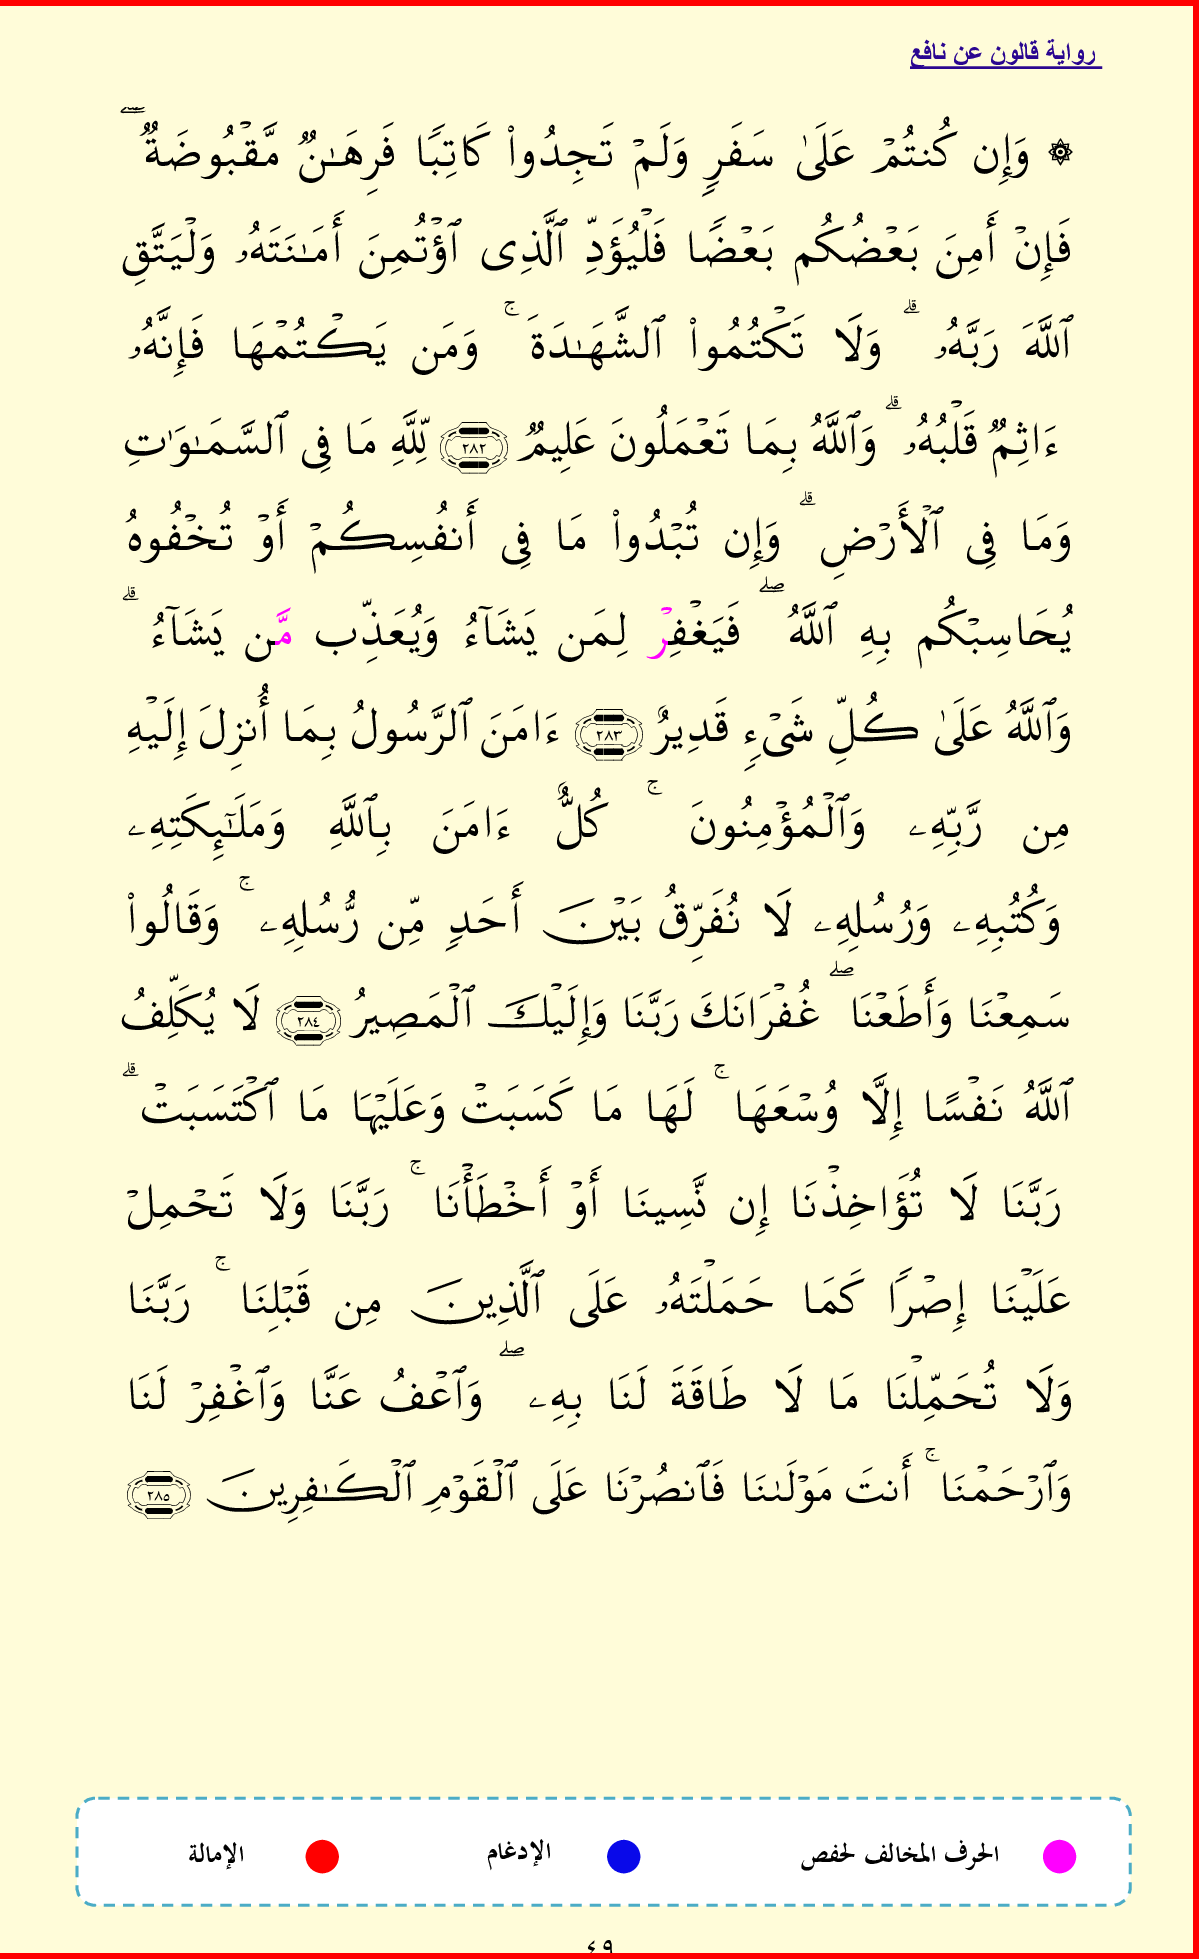 رواية قالون عن نافع
۞ وَإِن كُنتُمۡ عَلَىٰ سَفَرٖ وَلَمۡ تَجِدُواْ كَاتِبٗا فَرِهَٰنٞ مَّقۡبُوضَةٞۖ
فَإِنۡ أَمِنَ بَعۡضُكُم بَعۡضٗا فَلۡيُؤَدِّ ٱلَّذِي ٱؤۡتُمِنَ أَمَٰنَتَهُۥ وَلۡيَتَّقِ
ٱللَّهَ رَبَّهُۥۗ وَلَا تَكۡتُمُواْ ٱلشَّهَٰدَةَۚ وَمَن يَكۡتُمۡهَا فَإِنَّهُۥ
ءَاثِمٞ قَلۡبُهُۥۗ وَٱللَّهُ بِمَا تَعۡمَلُونَ عَلِيمٞ ٢٨٢ لِّلَّهِ مَا فِي ٱلسَّمَٰوَٰتِ
وَمَا فِي ٱلۡأَرۡضِۗ وَإِن تُبۡدُواْ مَا فِيٓ أَنفُسِكُمۡ أَوۡ تُخۡفُوهُ
يُحَاسِبۡكُم بِهِ ٱللَّهُۖ فَيَغۡفِرۡ لِمَن يَشَآءُ وَيُعَذِّب مَّن يَشَآءُۗ
وَٱللَّهُ عَلَىٰ كُلِّ شَيۡءٖ قَدِيرٌ ٢٨٣ ءَامَنَ ٱلرَّسُولُ بِمَآ أُنزِلَ إِلَيۡهِ
مِن رَّبِّهِۦ وَٱلۡمُؤۡمِنُونَۚ كُلٌّ ءَامَنَ بِٱللَّهِ وَمَلَٰٓئِكَتِهِۦ
وَكُتُبِهِۦ وَرُسُلِهِۦ لَا نُفَرِّقُ بَيۡنَ أَحَدٖ مِّن رُّسُلِهِۦۚ وَقَالُواْ
سَمِعۡنَا وَأَطَعۡنَاۖ غُفۡرَانَكَ رَبَّنَا وَإِلَيۡكَ ٱلۡمَصِيرُ ٢٨٤ لَا يُكَلِّفُ
ٱللَّهُ نَفۡسًا إِلَّا وُسۡعَهَاۚ لَهَا مَا كَسَبَتۡ وَعَلَيۡهَا مَا ٱكۡتَسَبَتۡۗ
رَبَّنَا لَا تُؤَاخِذۡنَا إِن نَّسِينَا أَوۡ أَخۡطَأۡنَاۚ رَبَّنَا وَلَا تَحۡمِلۡ
عَلَيۡنَا إِصۡرٗا كَمَا حَمَلۡتَهُۥ عَلَى ٱلَّذِينَ مِن قَبۡلِنَاۚ رَبَّنَا
وَلَا تُحَمِّلۡنَا مَا لَا طَاقَةَ لَنَا بِهِۦۖ وَٱعۡفُ عَنَّا وَٱغۡفِرۡ لَنَا
وَٱرۡحَمۡنَاۚ أَنتَ مَوۡلَىٰنَا فَٱنصُرۡنَا عَلَى ٱلۡقَوۡمِ ٱلۡكَٰفِرِينَ ٢٨٥
الحرف المخالف لحفص الإدغام الإمالة
٤٩